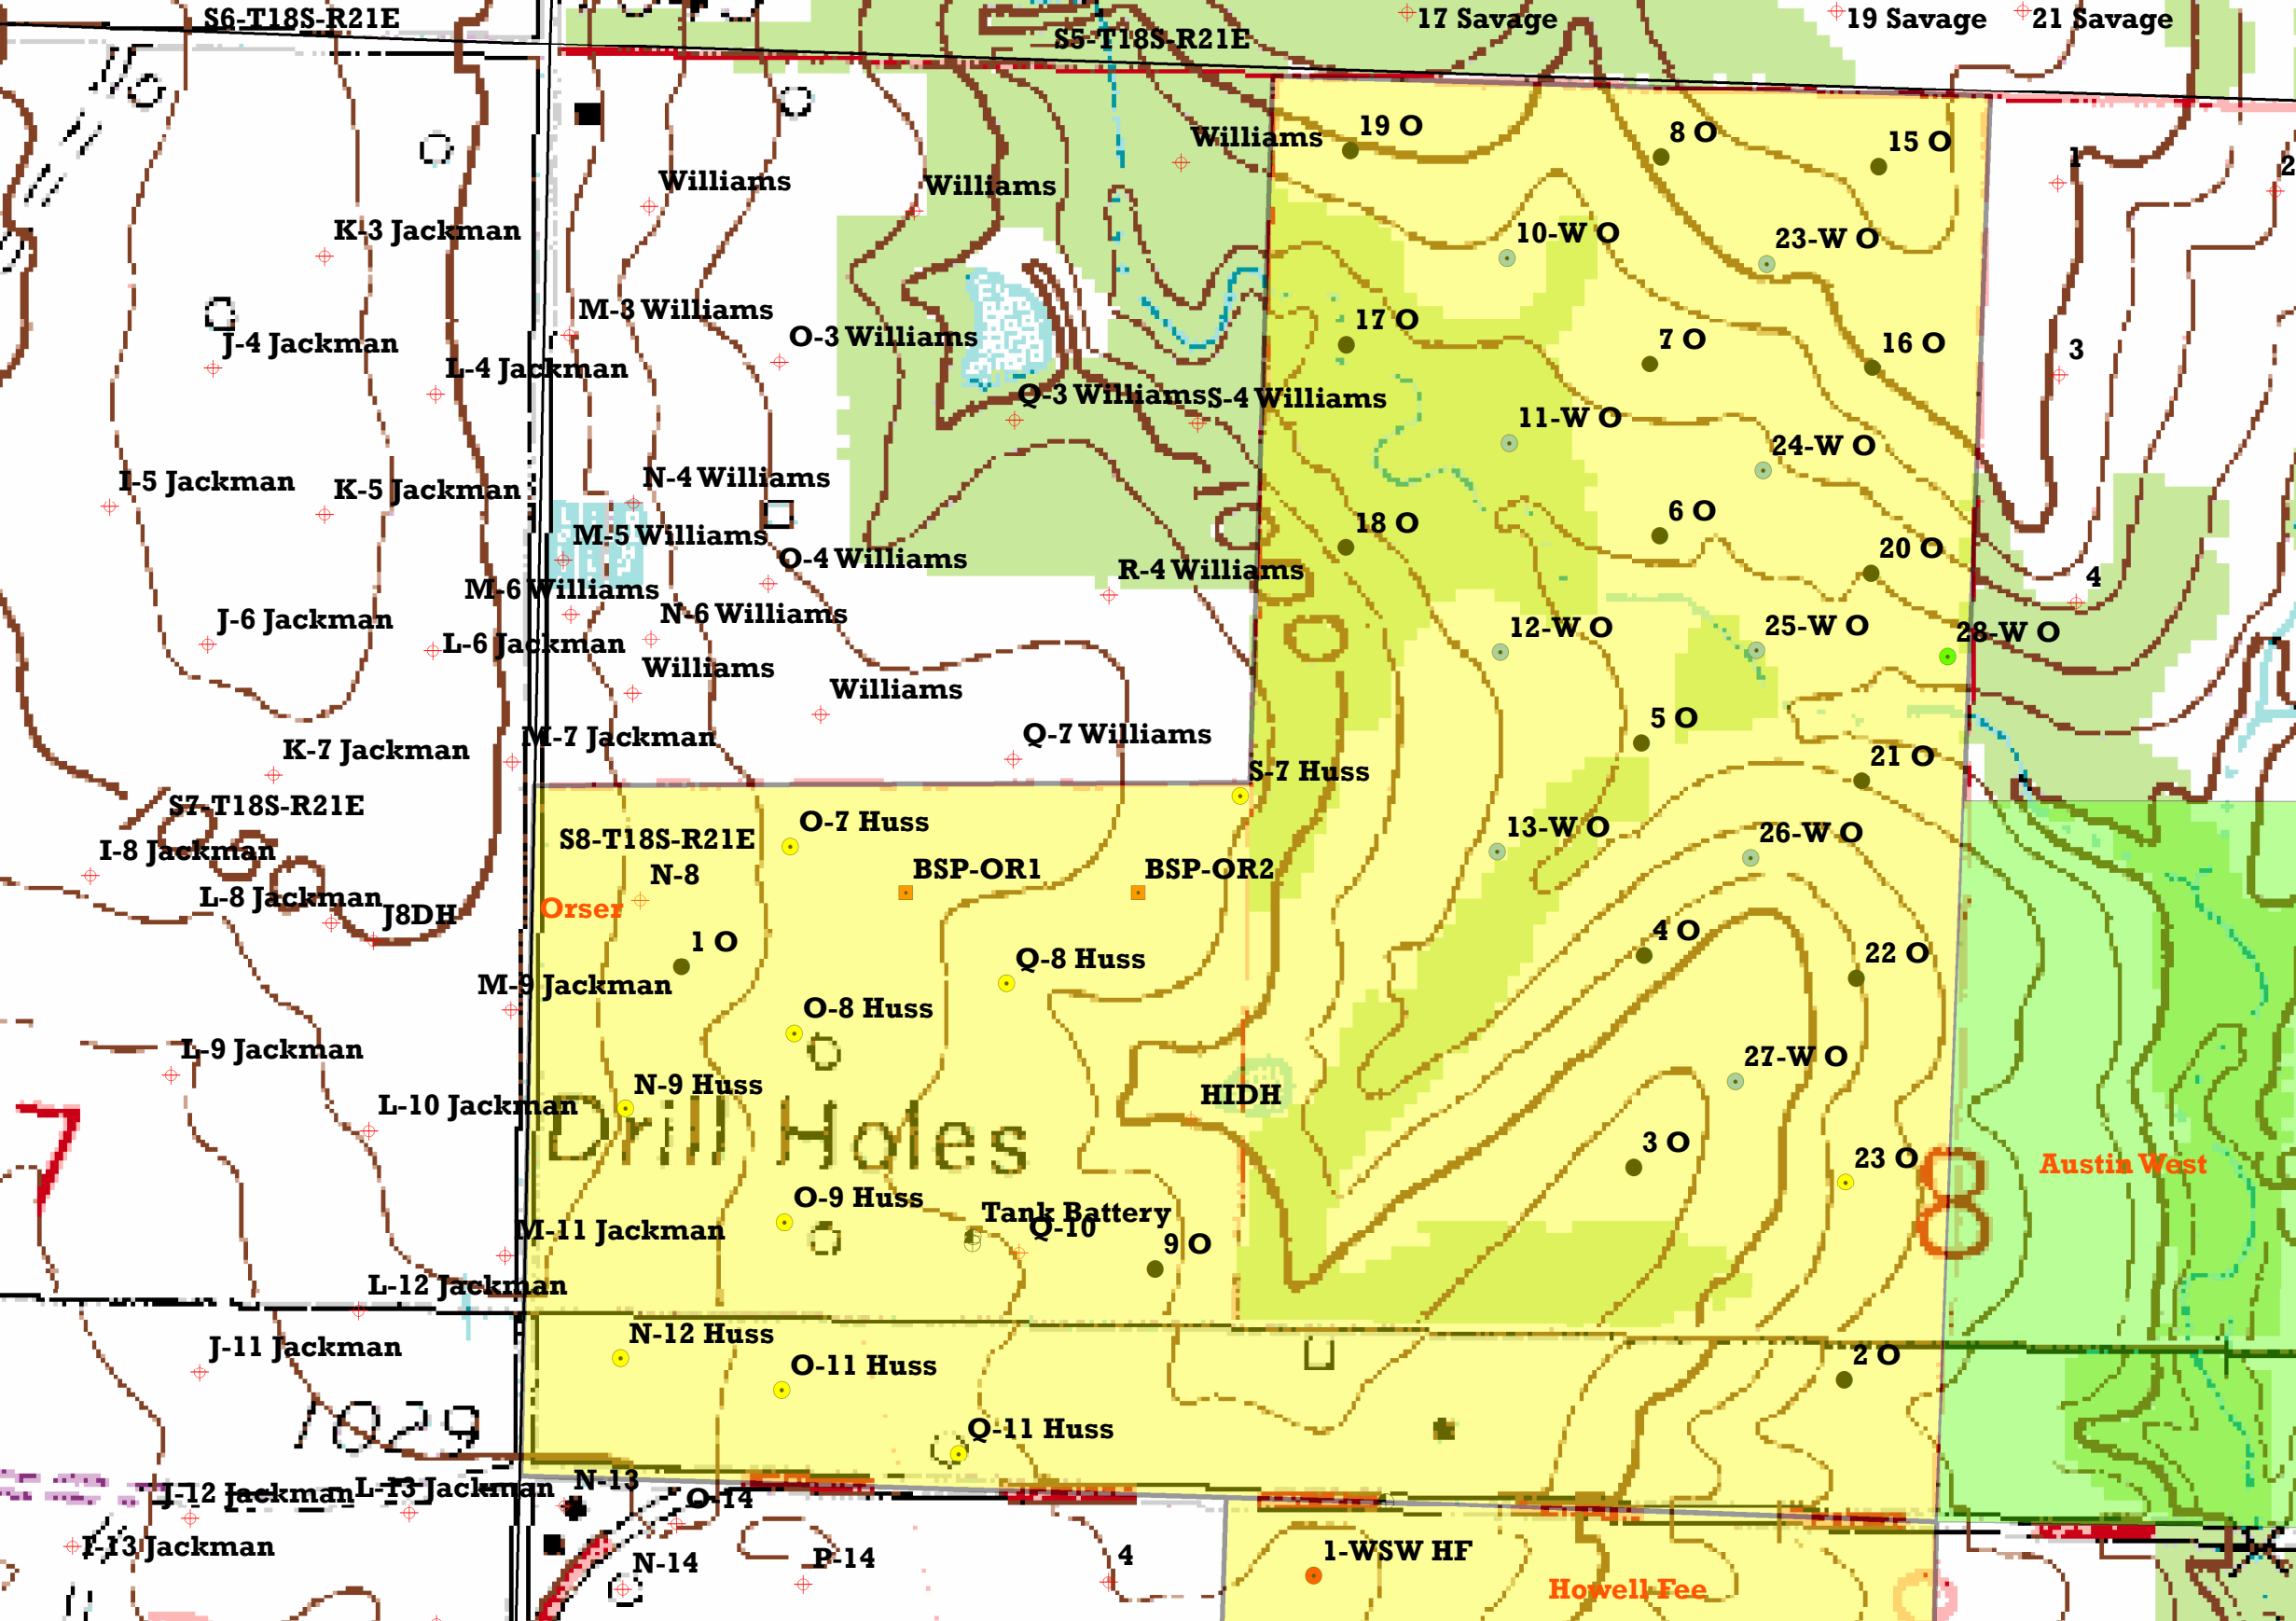 S6-T18S-R21E
17 Savage
19 Savage
21 Savage
S5-T18S-R21E
19 O
8 O
15 O
Williams
1
2
Williams
Williams
K-3 Jackman
10-W O
23-W O
M-3 Williams
17 O
O-3 Williams
7 O
16 O
3
J-4 Jackman
L-4 Jackman
Q-3 Williams
S-4 Williams
11-W O
24-W O
I-5 Jackman
K-5 Jackman
N-4 Williams
6 O
18 O
M-5 Williams
20 O
O-4 Williams
R-4 Williams
4
M-6 Williams
N-6 Williams
J-6 Jackman
12-W O
25-W O
28-W O
L-6 Jackman
Williams
Williams
5 O
K-7 Jackman
M-7 Jackman
Q-7 Williams
21 O
S-7 Huss
S7-T18S-R21E
O-7 Huss
S8-T18S-R21E
13-W O
26-W O
I-8 Jackman
N-8
BSP-OR1
BSP-OR2
L-8 Jackman
J8DH
Orser
1 O
4 O
22 O
Q-8 Huss
M-9 Jackman
O-8 Huss
L-9 Jackman
27-W O
N-9 Huss
HIDH
L-10 Jackman
7
Drill Holes
3 O
23 O
8
Austin West
O-9 Huss
Tank Battery
Q-10
M-11 Jackman
9 O
L-12 Jackman
N-12 Huss
J-11 Jackman
O-11 Huss
2 O
1029
Q-11 Huss
J-12 Jackman
L-13 Jackman
N-13
O-14
I-13 Jackman
N-14
P-14
4
1-WSW HF
Howell Fee